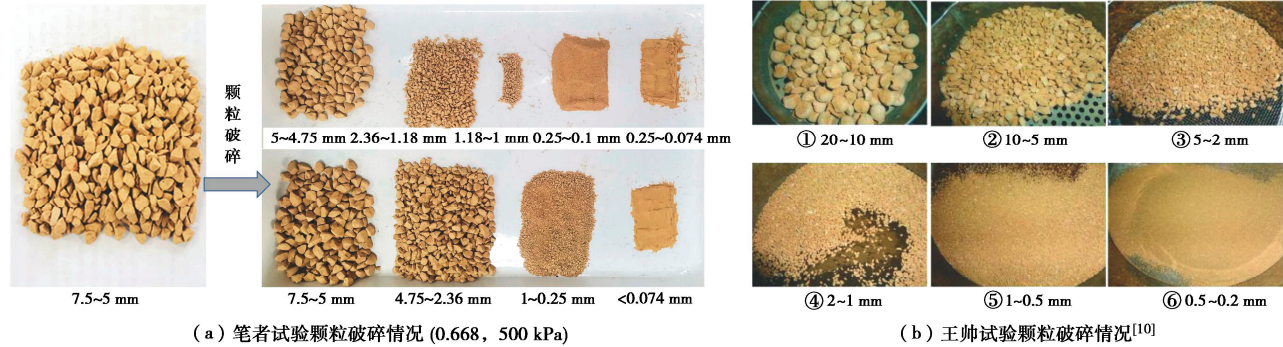 颗粒破碎
5~4.75 mm 2.36~1.18 mm 1.18~1 mm 0.25~0.1 mm 0.25~0.074 mm
7.5~5 mm
7.5~5 mm 4.75~2.36 mm 1~0.25 mm <0.074 mm
(a) 笔者试验颗粒破碎情况 (0.668, 500 kPa)
① 20~10 mm ② 10~5 mm ③ 5~2 mm
④ 2~1 mm ⑤ 1~0.5 mm ⑥ 0.5~0.2 mm
(b) 王帅试验颗粒破碎情况[10]